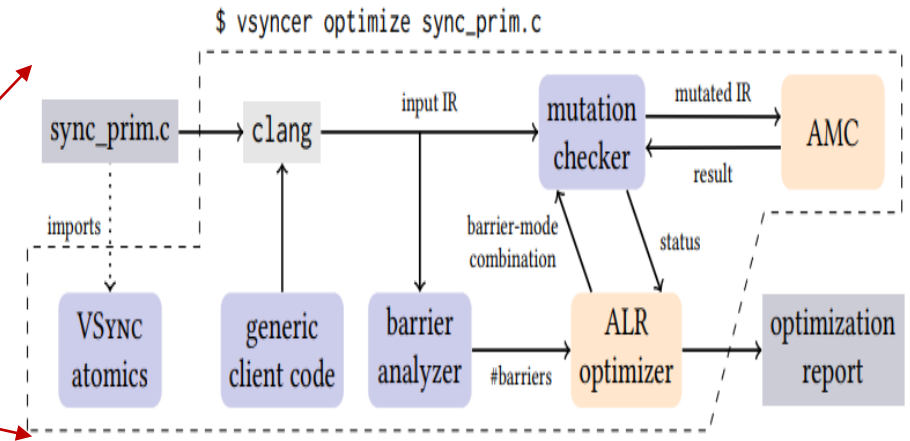 $ vsyncer optimize sync_prim.c
sync_prim.c
clang
input IR
mutation
checker
mutated IR
result
AMC
imports
barrier-mode
combination
status
VSYNC
atomics
generic
client code
barrier
analyzer
#barriers
ALR
optimizer
optimization
report